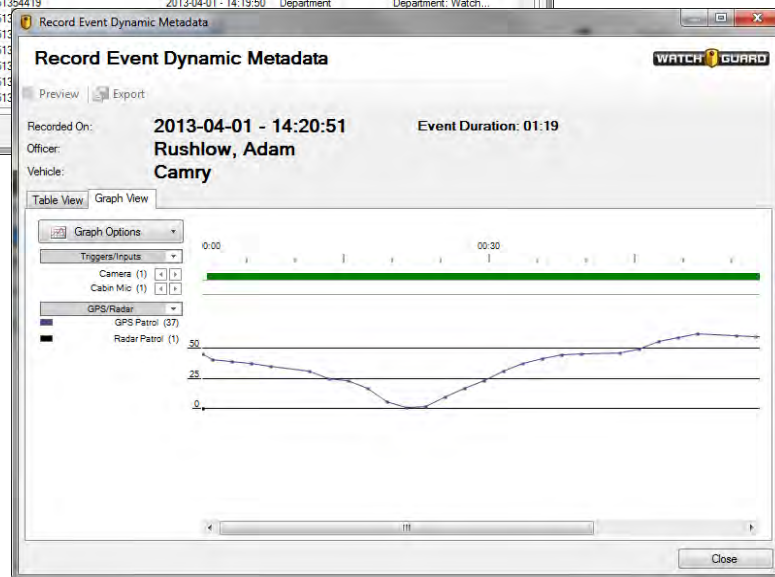 2013-04-01 - 14:19:50 Department Department: Watch...
Record Event Dynamic Metadata
Record Event Dynamic Metadata
WATCH GUARD
Preview Export
Recorded On: 2013-04-01 - 14:20:51 Event Duration: 01:19
Officer: Rushlow, Adam
Vehicle: Camry
Table View Graph View
Graph Options
0:00 00:30
Triggers/Inputs
Camera (1)
Cabin Mic (1)
GPS/Radar
GPS Patrol (37)
Radar Patrol (1)
50
25
0
Close